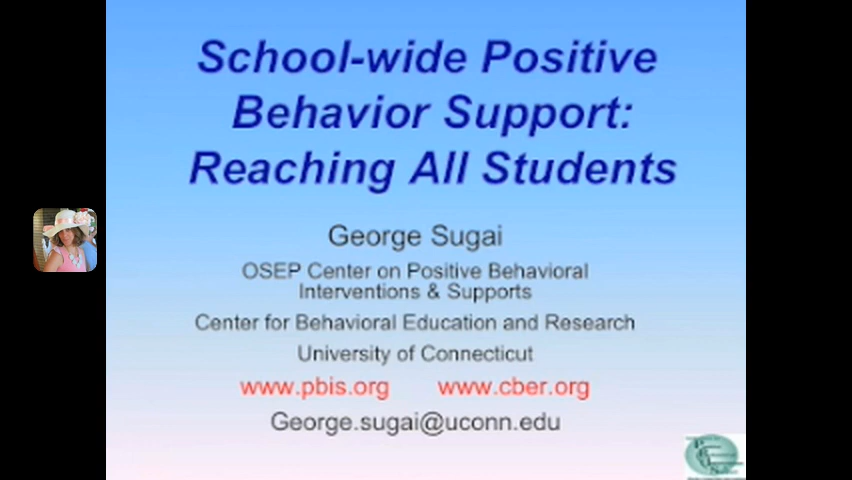 School-wide Positive
Behavior Support:
Reaching All Students
George Sugai
OSEP Center on Positive Behavioral
Interventions & Supports
Center for Behavioral Education and Research
University of Connecticut
www.pbis.org www.cber.org
George.sugai@uconn.edu